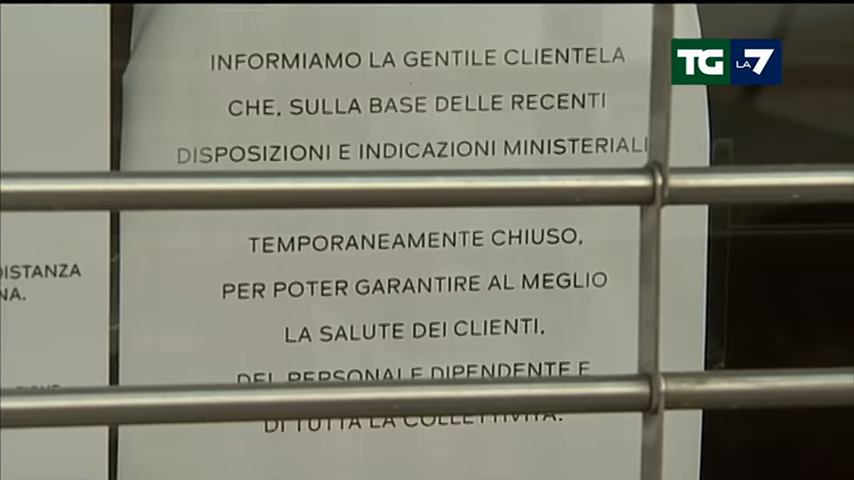 INFORMIAMO LA GENTILE CLIENTELA
CHE, SULLA BASE DELLE RECENTI
DISPOSIZIONI E INDICAZIONI MINISTERIALI
TEMPORANEAMENTE CHIUSO,
PER POTER GARANTIRE AL MEGLIO
LA SALUTE DEI CLIENTI,
DEL PERSONALE DIPENDENTE E
DI TUTTA LA COLLETTIVITÀ.
DISTANZA
NA.
TG LA7